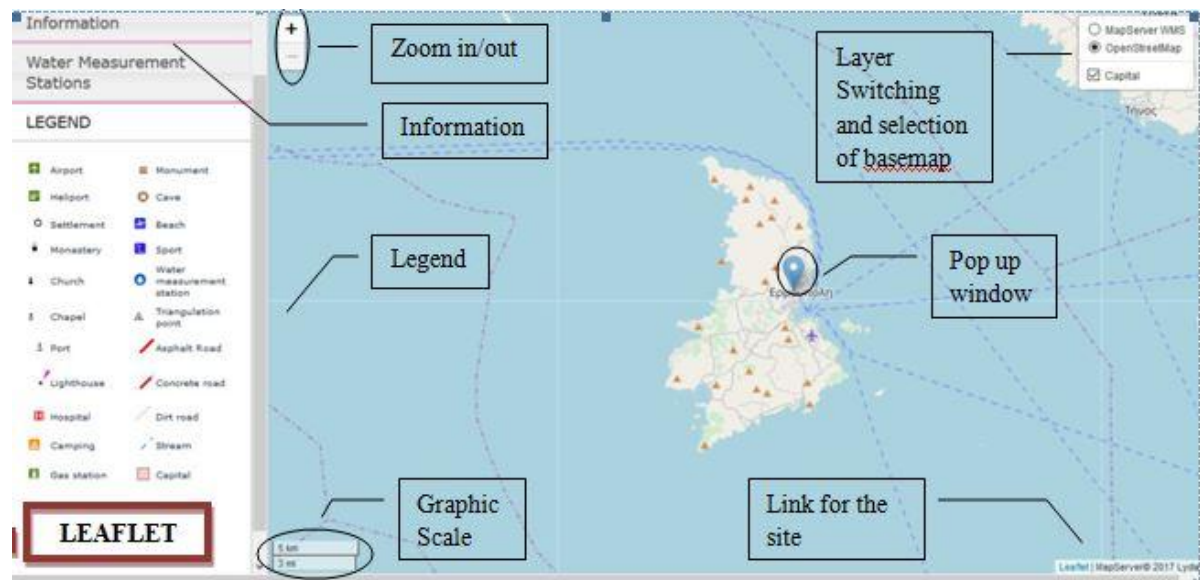 Information
Water Measurement
Stations
LEGEND
Airport
Monument
Heliport
Cave
Settlement
Beach
Monastery
Sport
Church
Water
measurement
station
Chapel
Triangulation
point
Port
Asphalt Road
Lighthouse
Concrete road
Hospital
Dirt road
Camping
Stream
Gas station
Capital
LEAFLET
+
−
Zoom in/out
Information
Legend
Graphic
Scale
5 km
3 mi
Layer
Switching
and selection
of basemap
MapServer WMS
OpenStreetMap
Capital
Τήνος
Pop up
window
Link for the
site
Leaflet | MapServer© 2017